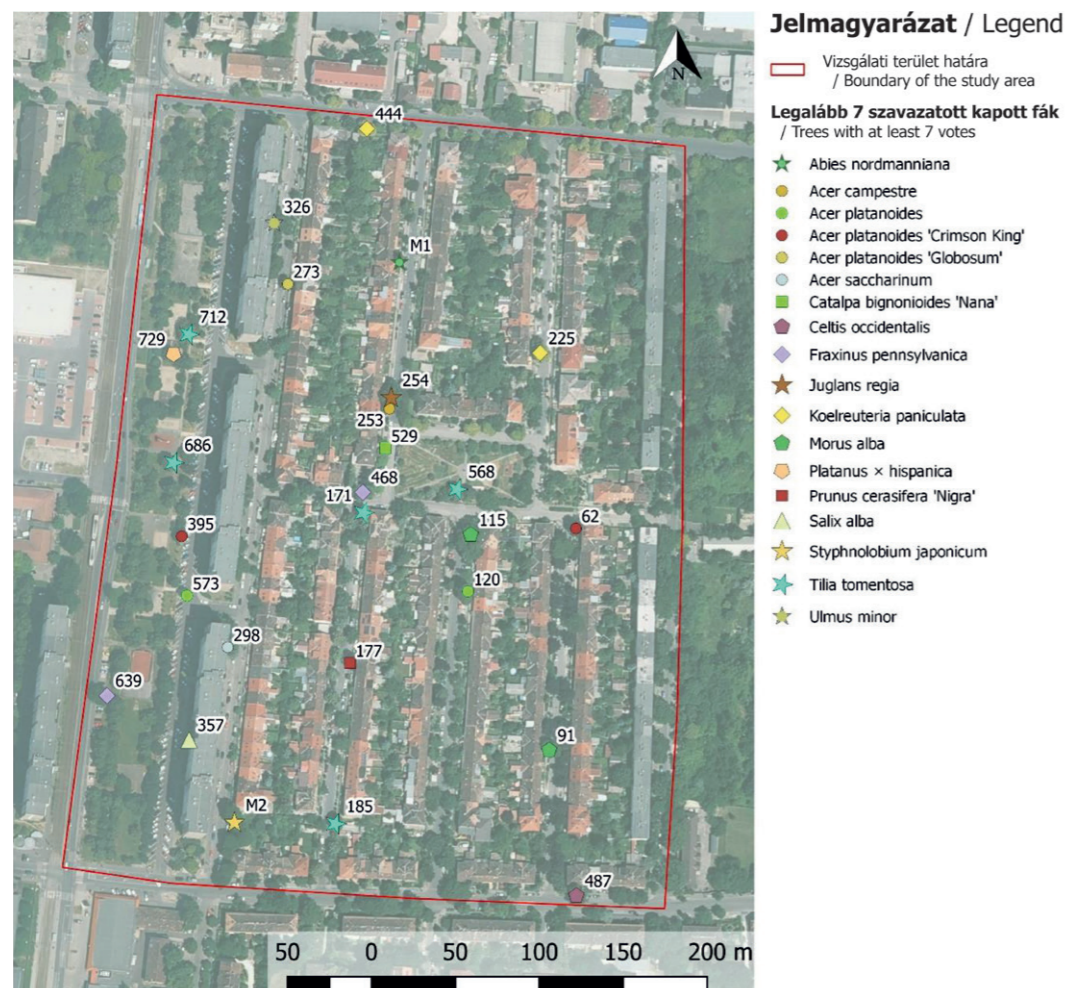 Jelmagyarázat / Legend
Vizsgálati terület határa
/ Boundary of the study area
Legalább 7 szavazatott kapott fák
/ Trees with at least 7 votes
Abies nordmanniana
Acer campestre
Acer platanoides
Acer platanoides 'Crimson King'
Acer platanoides 'Globosum'
Acer saccharinum
Catalpa bignonioides 'Nana'
Celtis occidentalis
Fraxinus pennsylvanica
Juglans regia
Koelreuteria paniculata
Morus alba
Platanus × hispanica
Prunus cerasifera 'Nigra'
Salix alba
Styphnolobium japonicum
Tilia tomentosa
Ulmus minor
N
444
326
M1
273
712
729
225
254
253
529
686
468
568
171
395
115
62
573
120
298
177
639
357
91
M2
185
487
50 0 50 100 150 200 m